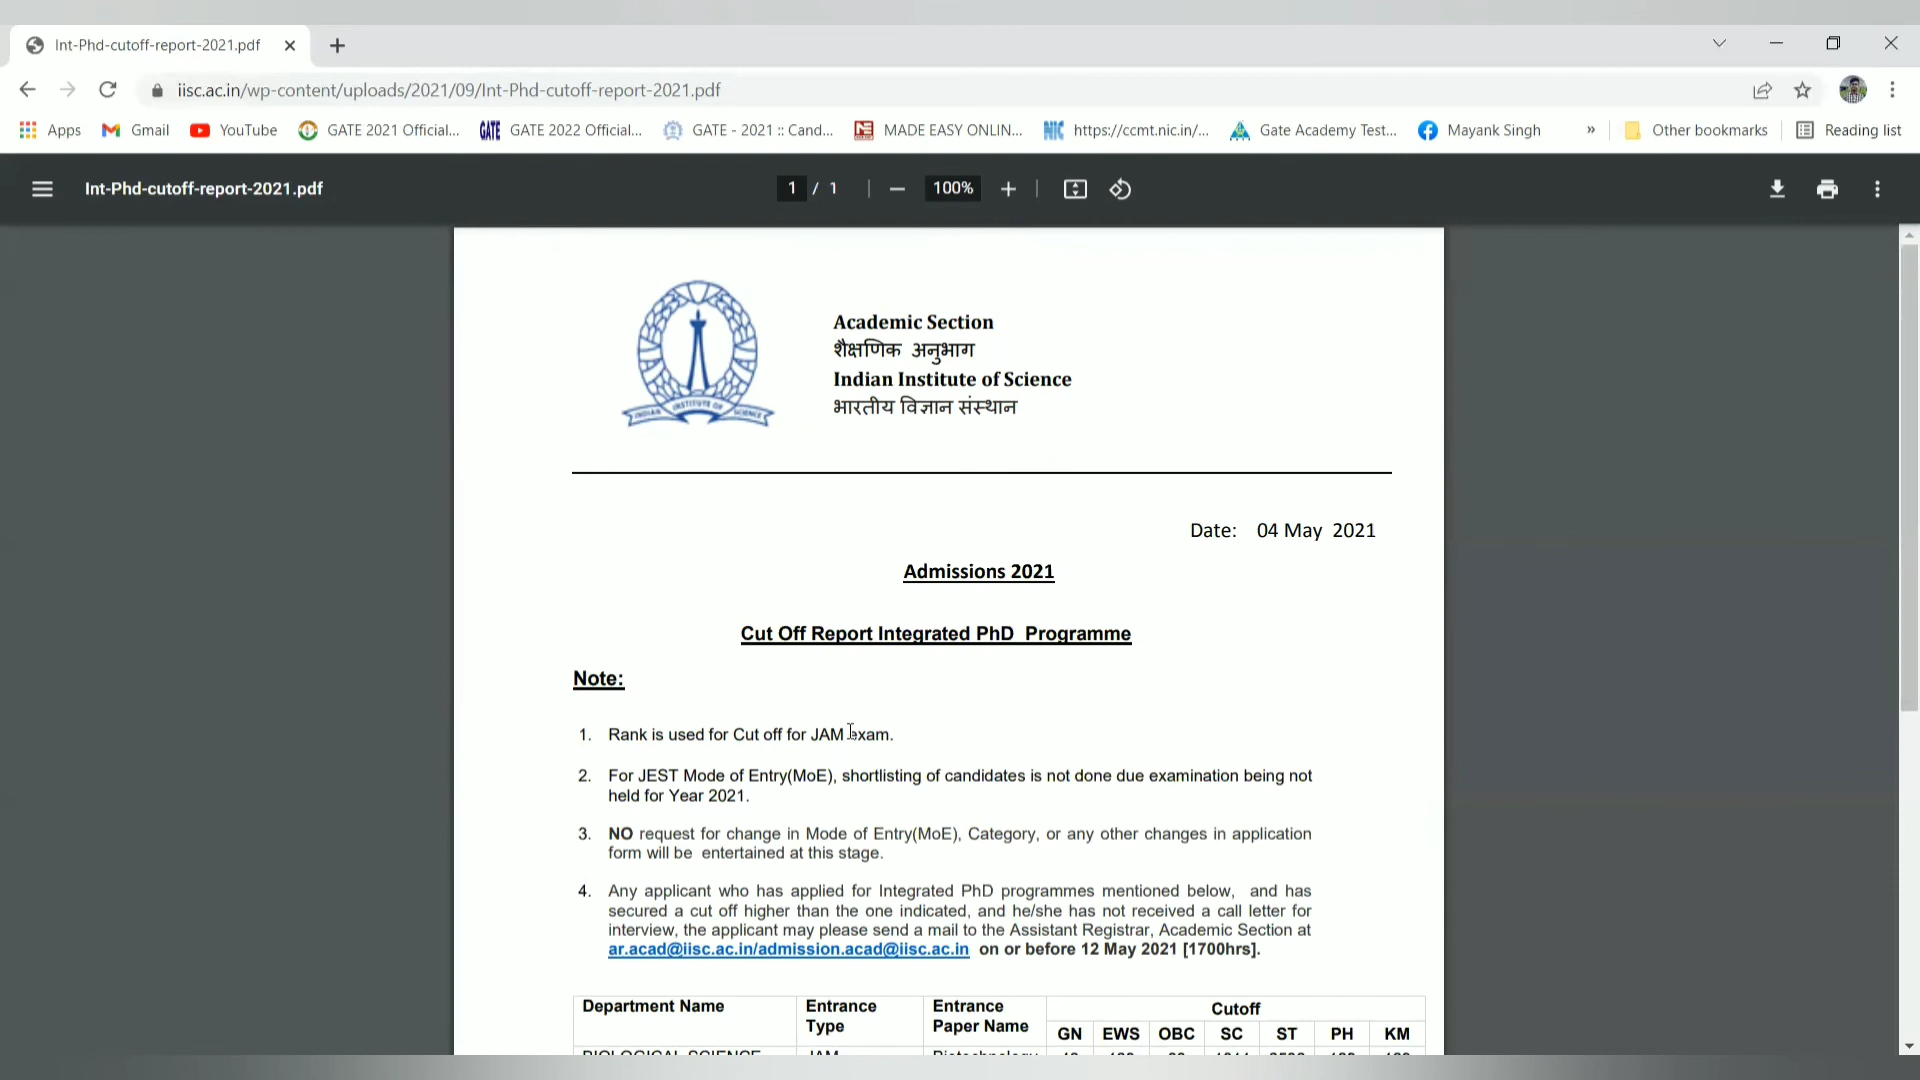 Int-Phd-cutoff-report-2021.pdf
iisc.ac.in/wp-content/uploads/2021/09/Int-Phd-cutoff-report-2021.pdf
Apps Gmail YouTube GATE 2021 Official... GATE GATE 2022 Official... GATE - 2021 :: Cand... MADE EASY ONLIN... NIC https://ccmt.nic.in/... Gate Academy Test... Mayank Singh » Other bookmarks Reading list
Int-Phd-cutoff-report-2021.pdf 1 / 1 100%
INDIAN INSTITUTE OF SCIENCE
Academic Section
शैक्षणिक अनुभाग
Indian Institute of Science
भारतीय विज्ञान संस्थान
Date: 04 May 2021
Admissions 2021
Cut Off Report Integrated PhD Programme
Note:
1. Rank is used for Cut off for JAM exam.
2. For JEST Mode of Entry(MoE), shortlisting of candidates is not done due examination being not
held for Year 2021.
3. NO request for change in Mode of Entry(MoE), Category, or any other changes in application
form will be entertained at this stage.
4. Any applicant who has applied for Integrated PhD programmes mentioned below, and has
secured a cut off higher than the one indicated, and he/she has not received a call letter for
interview, the applicant may please send a mail to the Assistant Registrar, Academic Section at
ar.acad@iisc.ac.in/admission.acad@iisc.ac.in on or before 12 May 2021 [1700hrs].
Department Name Entrance Entrance Cutoff
Type Paper Name GN EWS OBC SC ST PH KM
BIOLOGICAL SCIENCE JAM Biotechnology